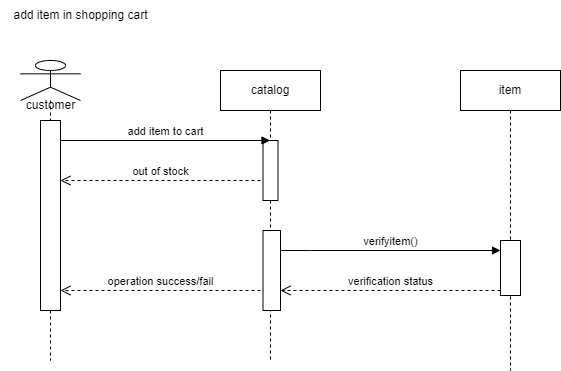 add item in shopping cart
customer
catalog
item
add item to cart
out of stock
verifyitem()
operation success/fail
verification status